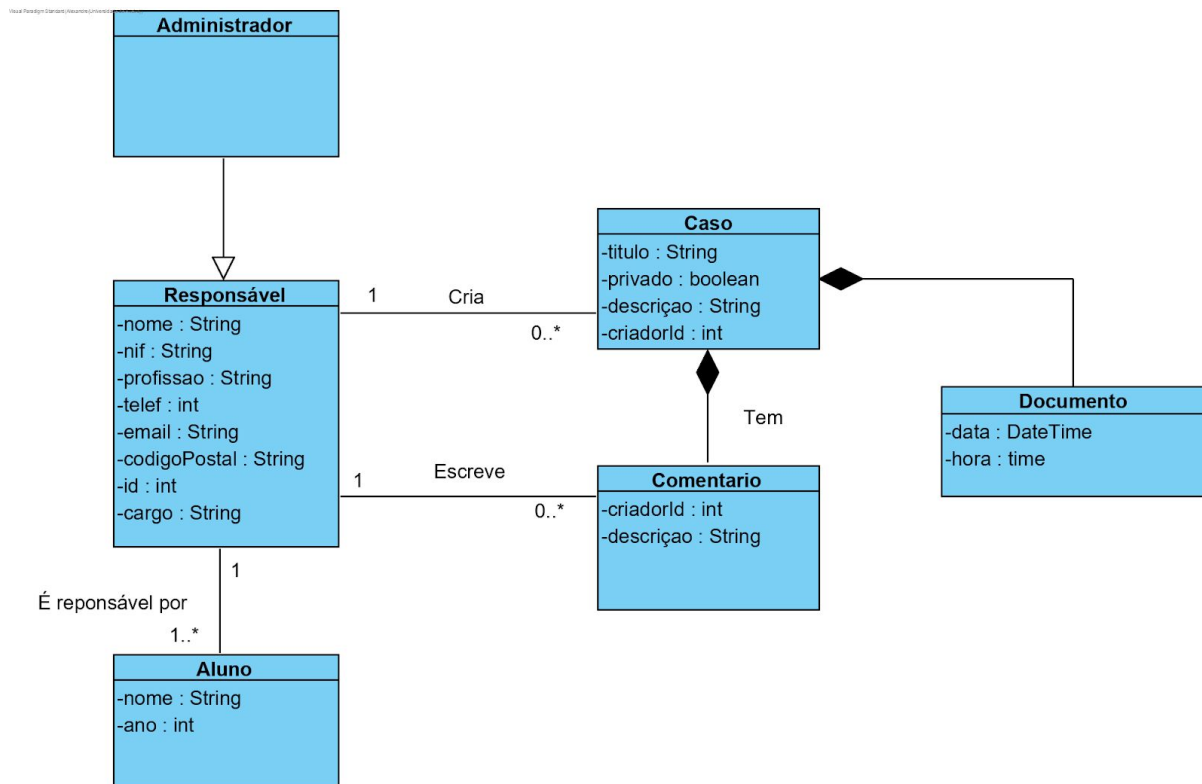 Administrador
Caso
-titulo : String
-privado : boolean
-descriçao : String
-criadorId : int
Responsável
-nome : String
-nif : String
-profissao : String
-telef : int
-email : String
-codigoPostal : String
-id : int
-cargo : String
1
Cria
0..*
Documento
-data : DateTime
-hora : time
Tem
Comentario
-criadorId : int
-descriçao : String
1
Escreve
0..*
1
É reponsável por
1..*
Aluno
-nome : String
-ano : int